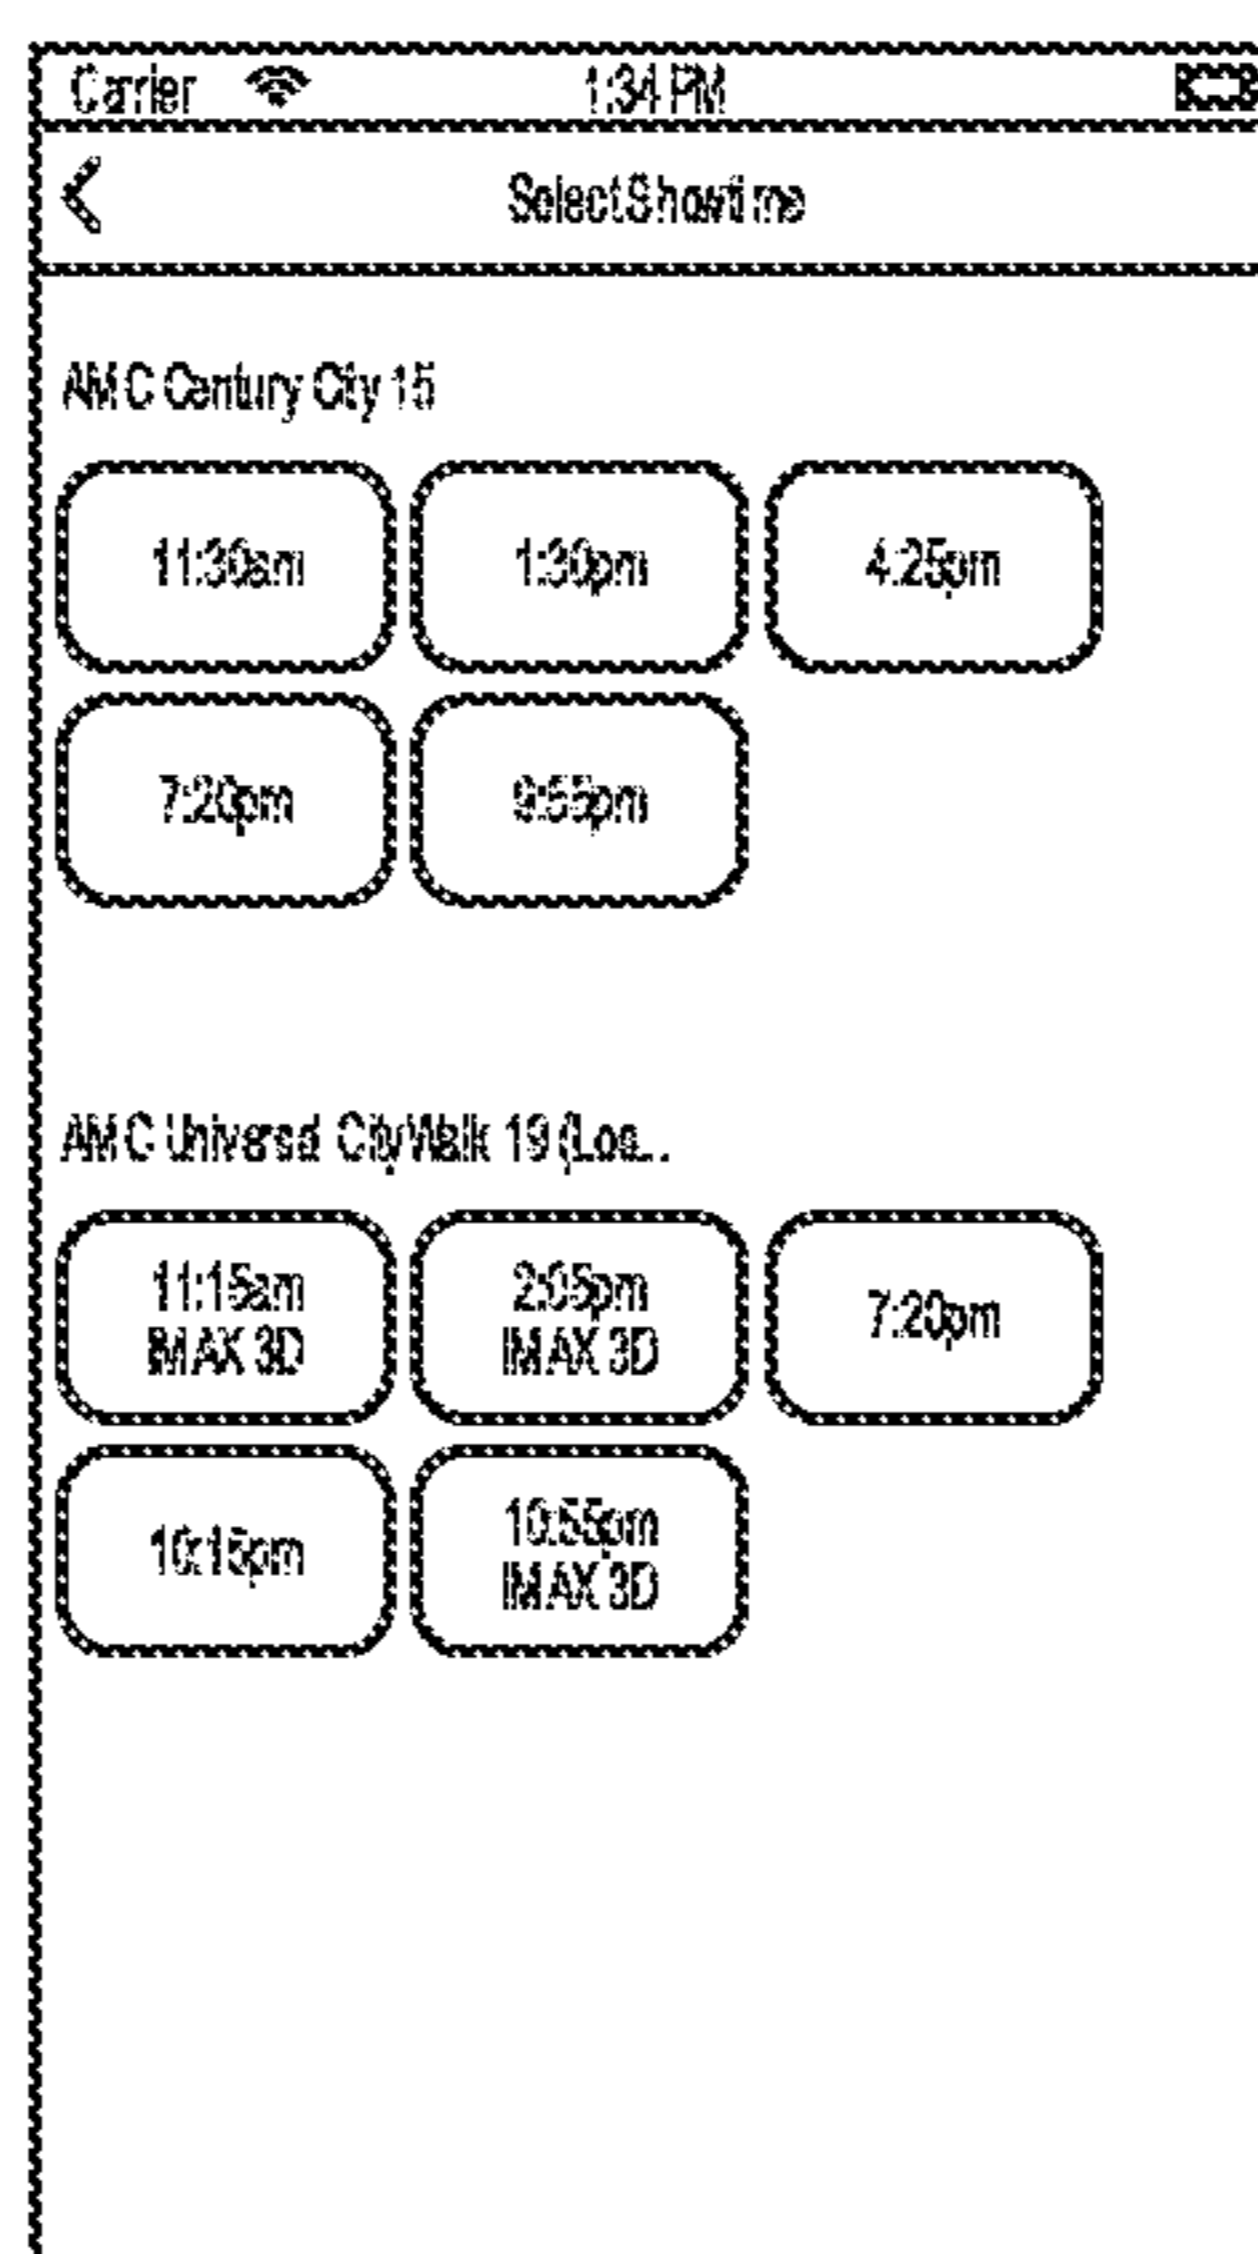 Carrier 1:34 PM
Select Showtime
AMC Century City 15
11:30am 1:30pm 4:25pm
7:20pm 9:55pm
AMC Universal CityWalk 19 (Loe...
11:15am 2:05pm 7:20pm
IMAX 3D IMAX 3D
10:15pm 10:55pm
IMAX 3D